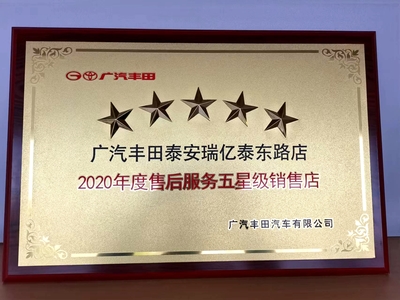 广汽丰田
广汽丰田泰安瑞亿泰东路店
2020年度售后服务五星级销售店
广汽丰田汽车有限公司